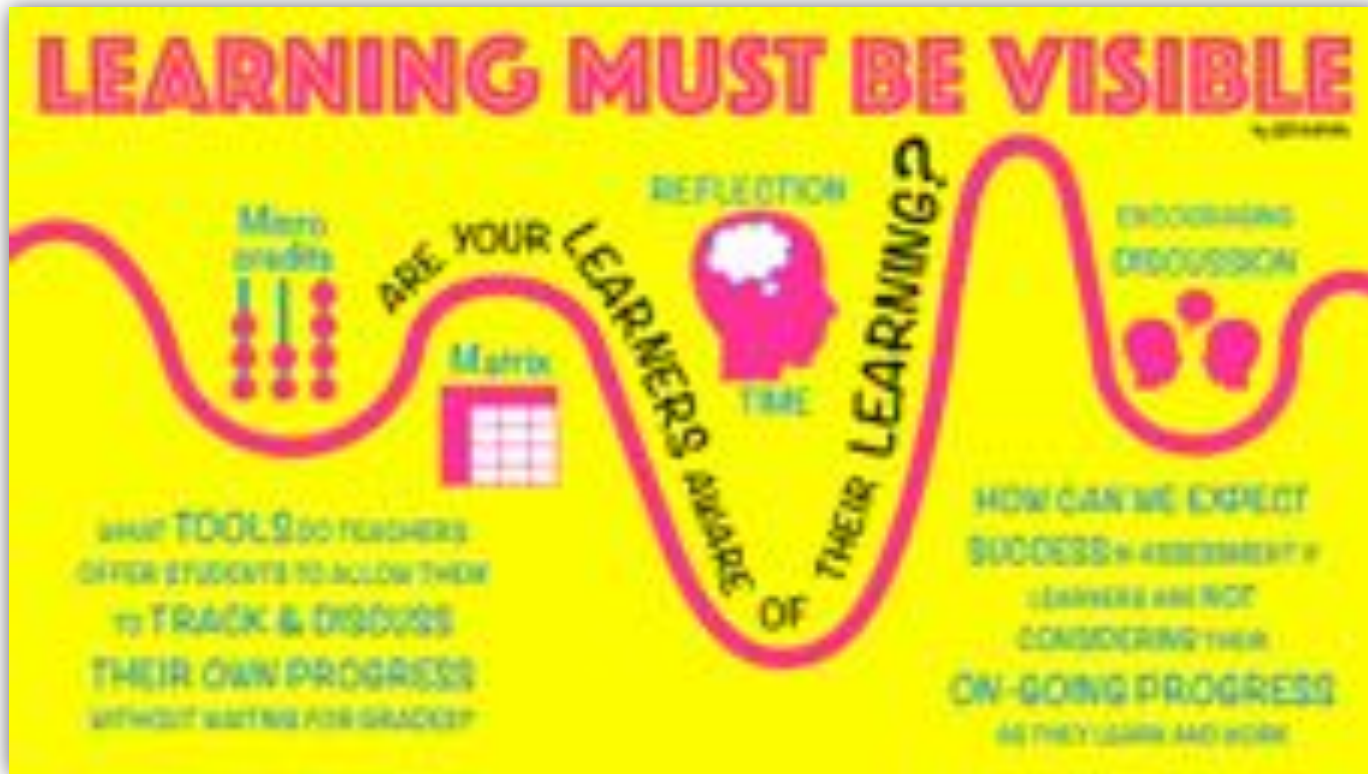 LEARNING MUST BE VISIBLE
Micro
credits
ARE YOUR LEARNERS AWARE OF THEIR LEARNING?
REFLECTION
TIME
Matrix
ENCOURAGING
DISCUSSION
WHAT TOOLS DO TEACHERS
OFFER STUDENTS TO ALLOW THEM
TO TRACK & DISCUSS
THEIR OWN PROGRESS
WITHOUT WAITING FOR GRADES?
HOW CAN WE EXPECT
SUCCESS IN ASSESSMENT IF
LEARNERS ARE NOT
CONSIDERING THEIR
ON-GOING PROGRESS
AS THEY LEARN AND WORK